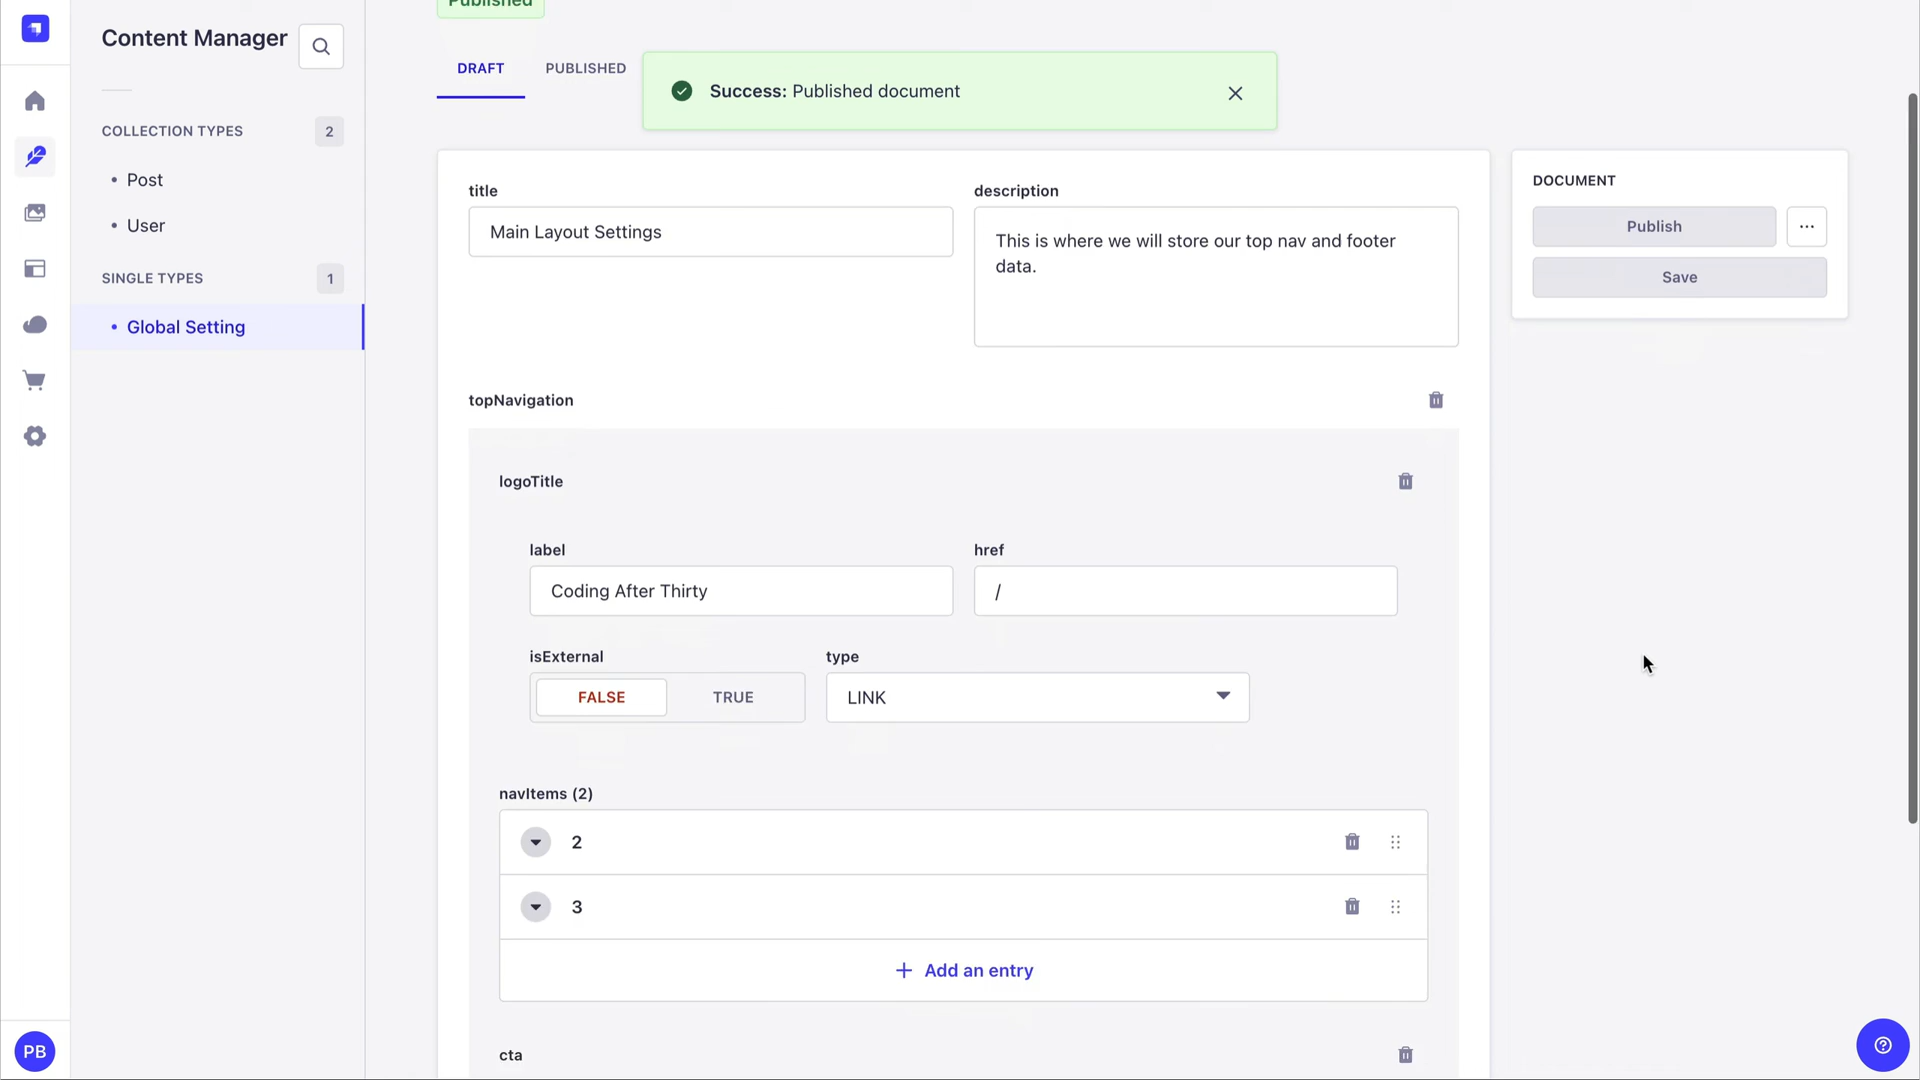 Content Manager
COLLECTION TYPES
2
Post
User
SINGLE TYPES
1
Global Setting
PB
Published
DRAFT
PUBLISHED
Success: Published document
title
Main Layout Settings
description
This is where we will store our top nav and footer
data.
topNavigation
logoTitle
label
Coding After Thirty
href
/
isExternal
FALSE
TRUE
type
LINK
navItems (2)
2
3
Add an entry
cta
DOCUMENT
Publish
Save